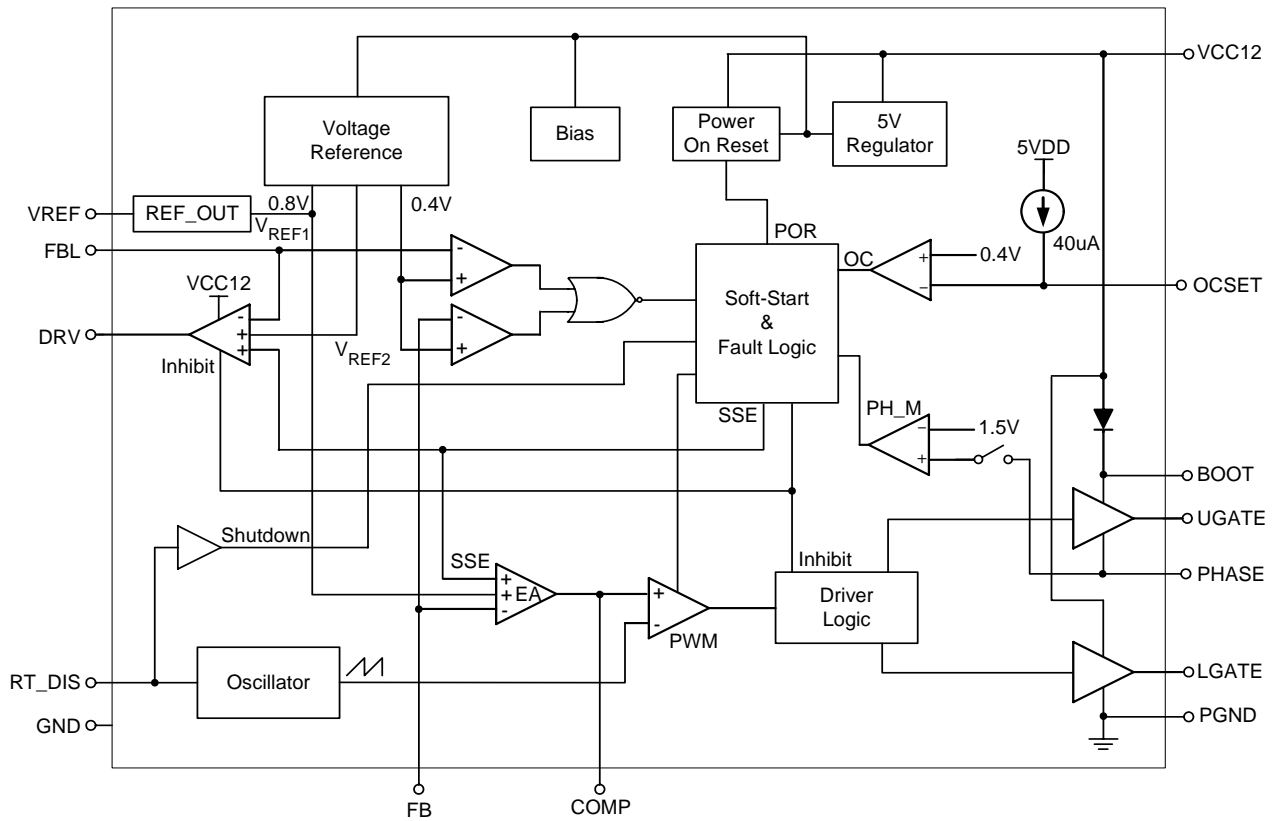 VCC12
Voltage
Reference
Bias
Power
On Reset
5V
Regulator
5VDD
40uA
VREF
REF_OUT
0.8V
VREF1
0.4V
FBL
VCC12
-
+
+
DRV
Inhibit
VREF2
-
+
-
+
POR
OC
Soft-Start
&
Fault Logic
SSE
+
−
0.4V
OCSET
PH_M
−
+
1.5V
BOOT
UGATE
PHASE
Shutdown
SSE
+
+
-
EA
+
-
PWM
Inhibit
Driver
Logic
LGATE
PGND
RT_DIS
Oscillator
GND
FB
COMP